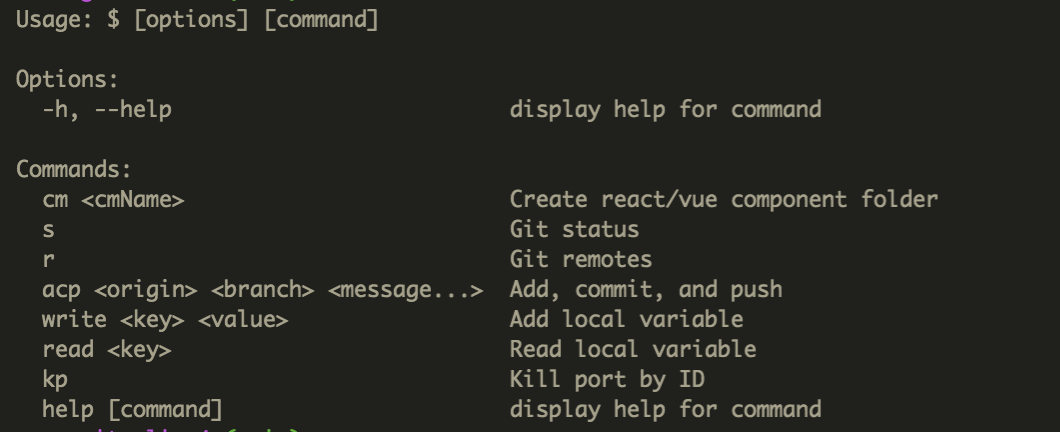 Usage: $ [options] [command]
Options:
-h, --help display help for command
Commands:
cm <cmName> Create react/vue component folder
s Git status
r Git remotes
acp <origin> <branch> <message...> Add, commit, and push
write <key> <value> Add local variable
read <key> Read local variable
kp Kill port by ID
help [command] display help for command